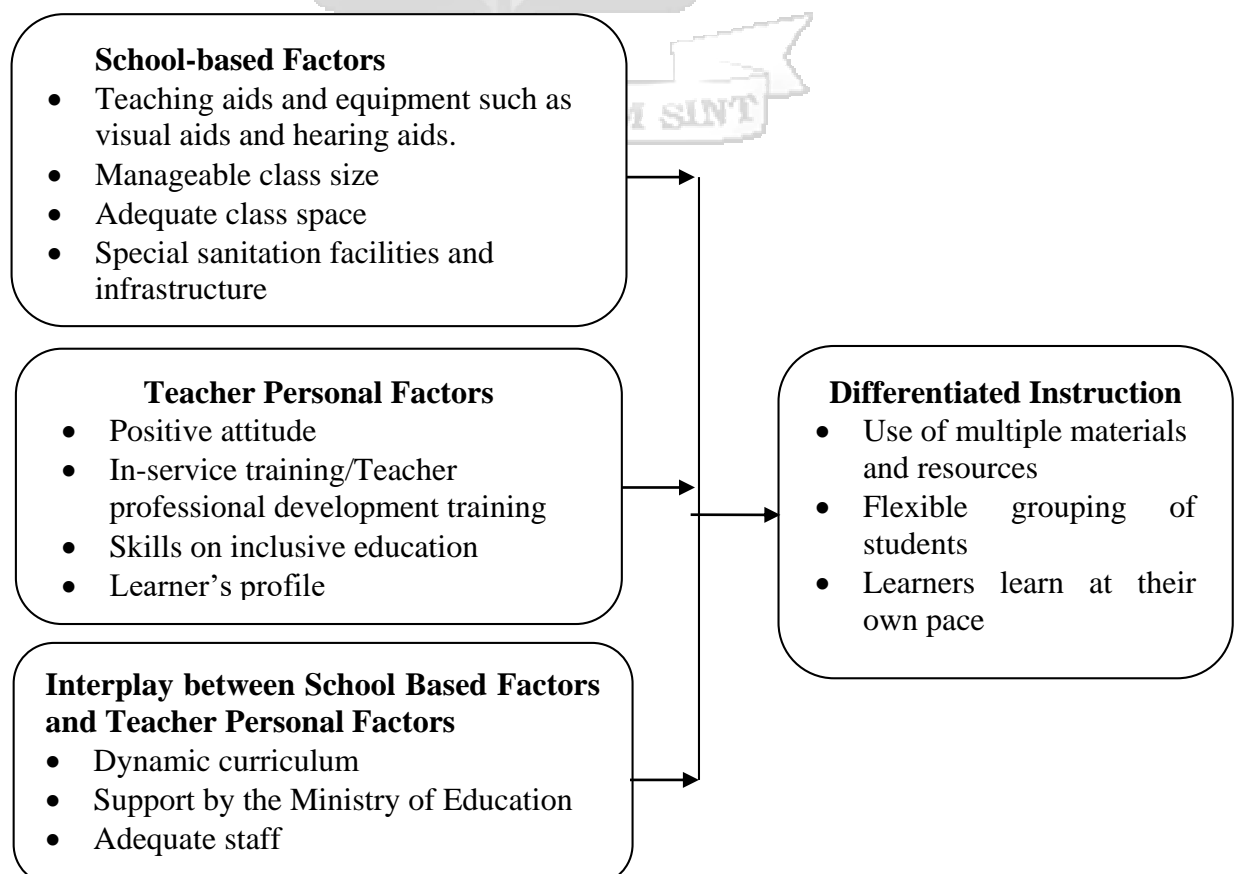 School-based Factors
• Teaching aids and equipment such as
visual aids and hearing aids.
• Manageable class size
• Adequate class space
• Special sanitation facilities and
infrastructure
M SINT
Teacher Personal Factors
• Positive attitude
• In-service training/Teacher
professional development training
• Skills on inclusive education
• Learner’s profile
Interplay between School Based Factors
and Teacher Personal Factors
• Dynamic curriculum
• Support by the Ministry of Education
• Adequate staff
Differentiated Instruction
• Use of multiple materials
and resources
• Flexible grouping of
students
• Learners learn at their
own pace